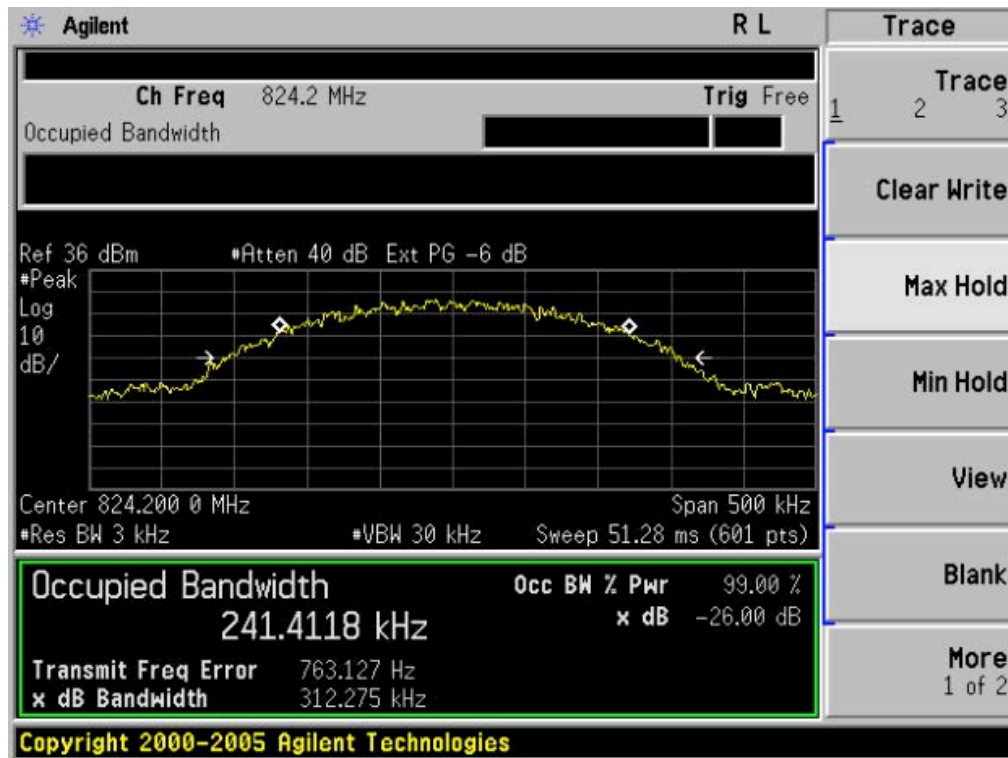 Agilent R L Trace
Ch Freq 824.2 MHz Trig Free
Occupied Bandwidth
Trace
1 2 3
Clear Write
Max Hold
Min Hold
View
Blank
More
1 of 2
Ref 36 dBm #Atten 40 dB Ext PG -6 dB
#Peak
Log
10
dB/
Center 824.200 0 MHz Span 500 kHz
#Res BW 3 kHz #VBW 30 kHz Sweep 51.28 ms (601 pts)
Occupied Bandwidth Occ BW % Pwr 99.00 %
241.4118 kHz x dB -26.00 dB
Transmit Freq Error 763.127 Hz
x dB Bandwidth 312.275 kHz
Copyright 2000-2005 Agilent Technologies